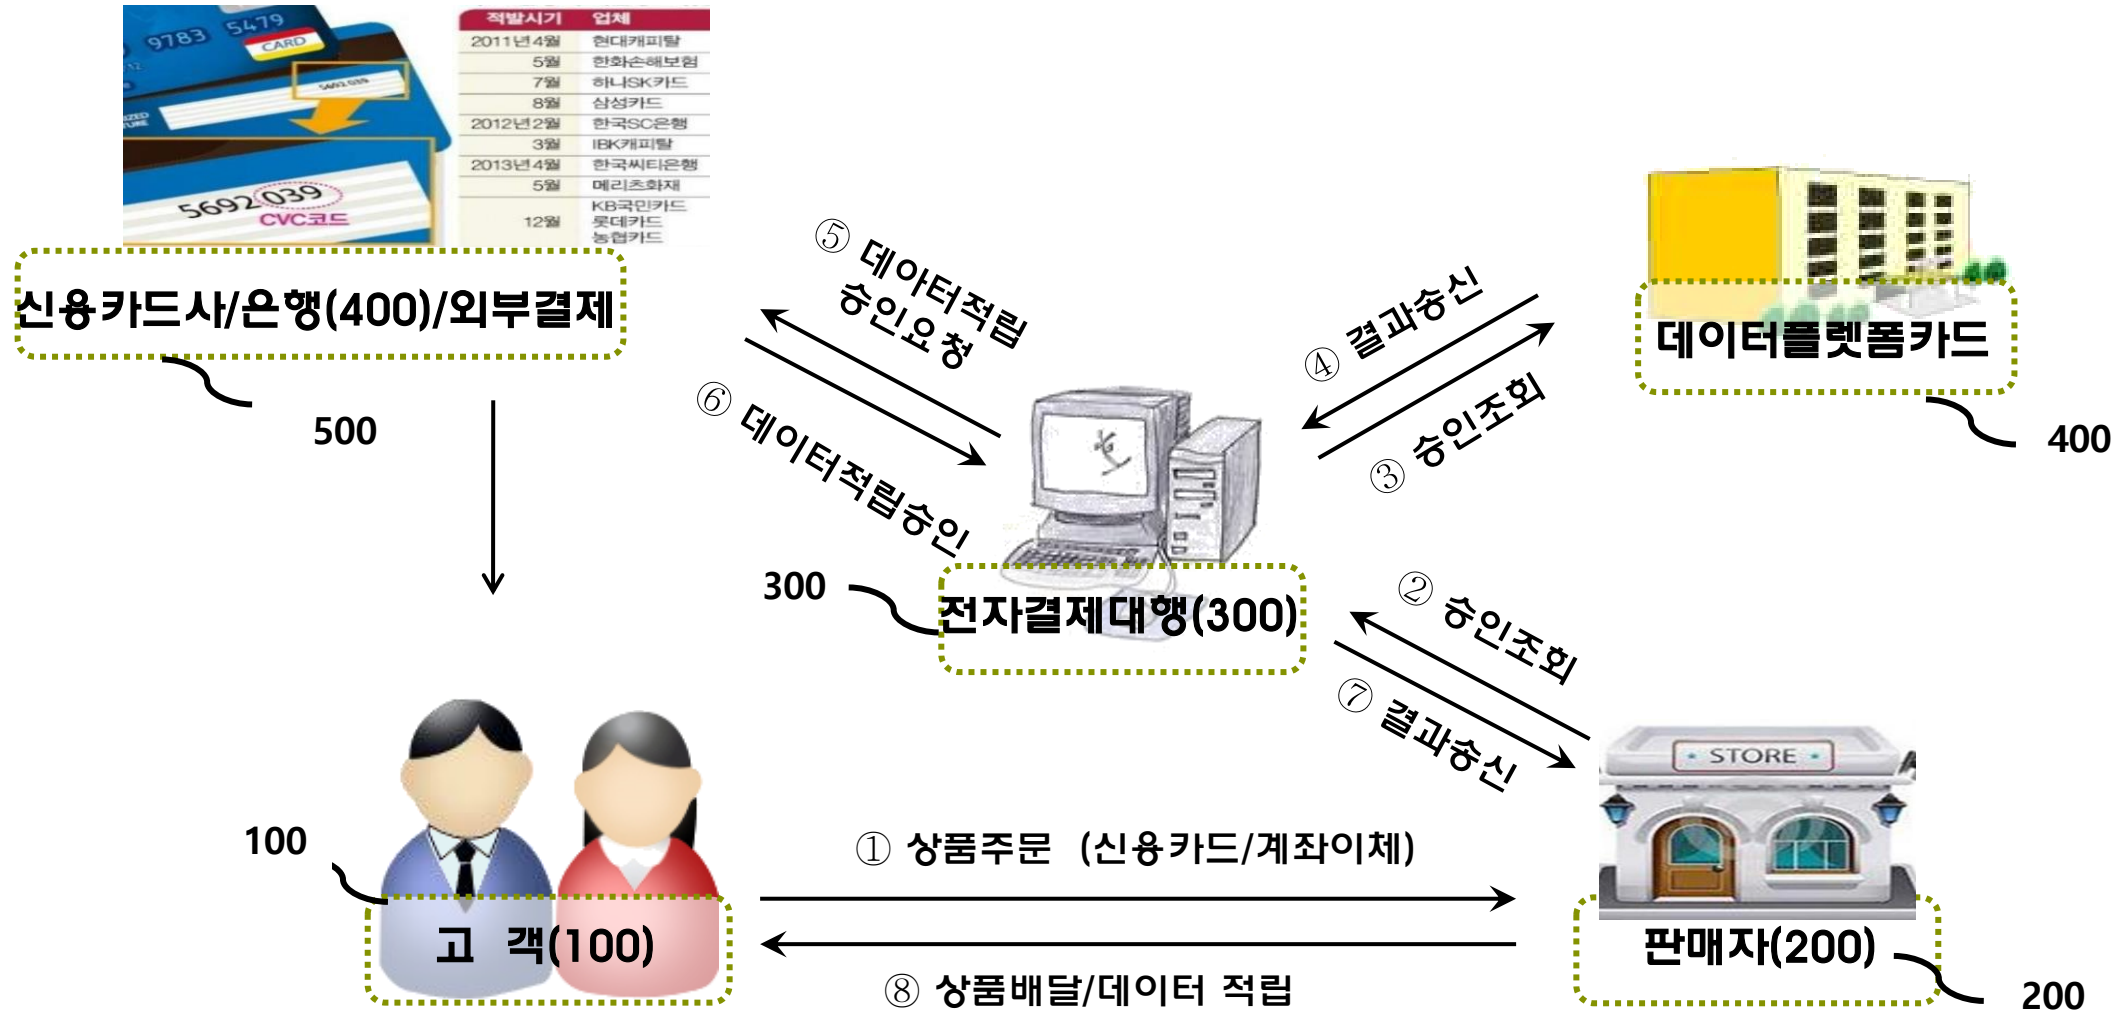 9783 5479
CARD
5692 039
5692 039
CVC코드
적발시기 업체
2011년 4월 현대캐피탈
5월 한화손해보험
7월 하나SK카드
8월 삼성카드
2012년 2월 한국SC은행
3월 IBK캐피탈
2013년 4월 한국씨티은행
5월 메리츠화재
12월 KB국민카드
롯데카드
농협카드
신용카드사/은행(400)/외부결제
500
⑤ 데아터적립
승인요청
⑥ 데이터적립승인
④ 결과송신
③ 승인조회
데이터플렛폼카드
400
300
전자결제대행(300)
② 승인조회
⑦ 결과송신
STORE
100
고 객(100)
① 상품주문 (신용카드/계좌이체)
⑧ 상품배달/데이터 적립
판매자(200)
200